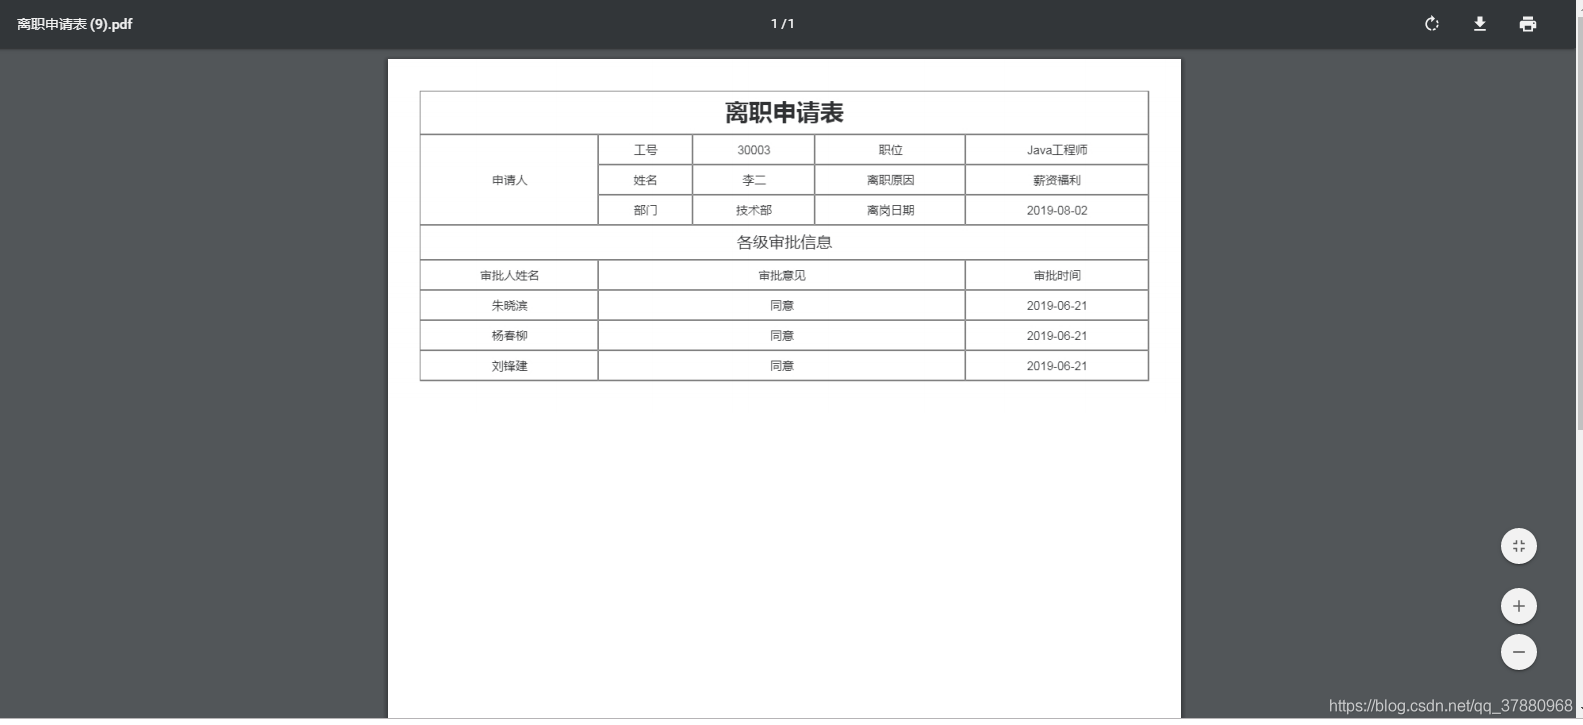 离职申请表 (9).pdf
1 / 1
离职申请表
申请人
工号 30003 职位 Java工程师
姓名 李二 离职原因 薪资福利
部门 技术部 离岗日期 2019-08-02
各级审批信息
审批人姓名 审批意见 审批时间
朱晓滨 同意 2019-06-21
杨春柳 同意 2019-06-21
刘锋建 同意 2019-06-21
https://blog.csdn.net/qq_37880968